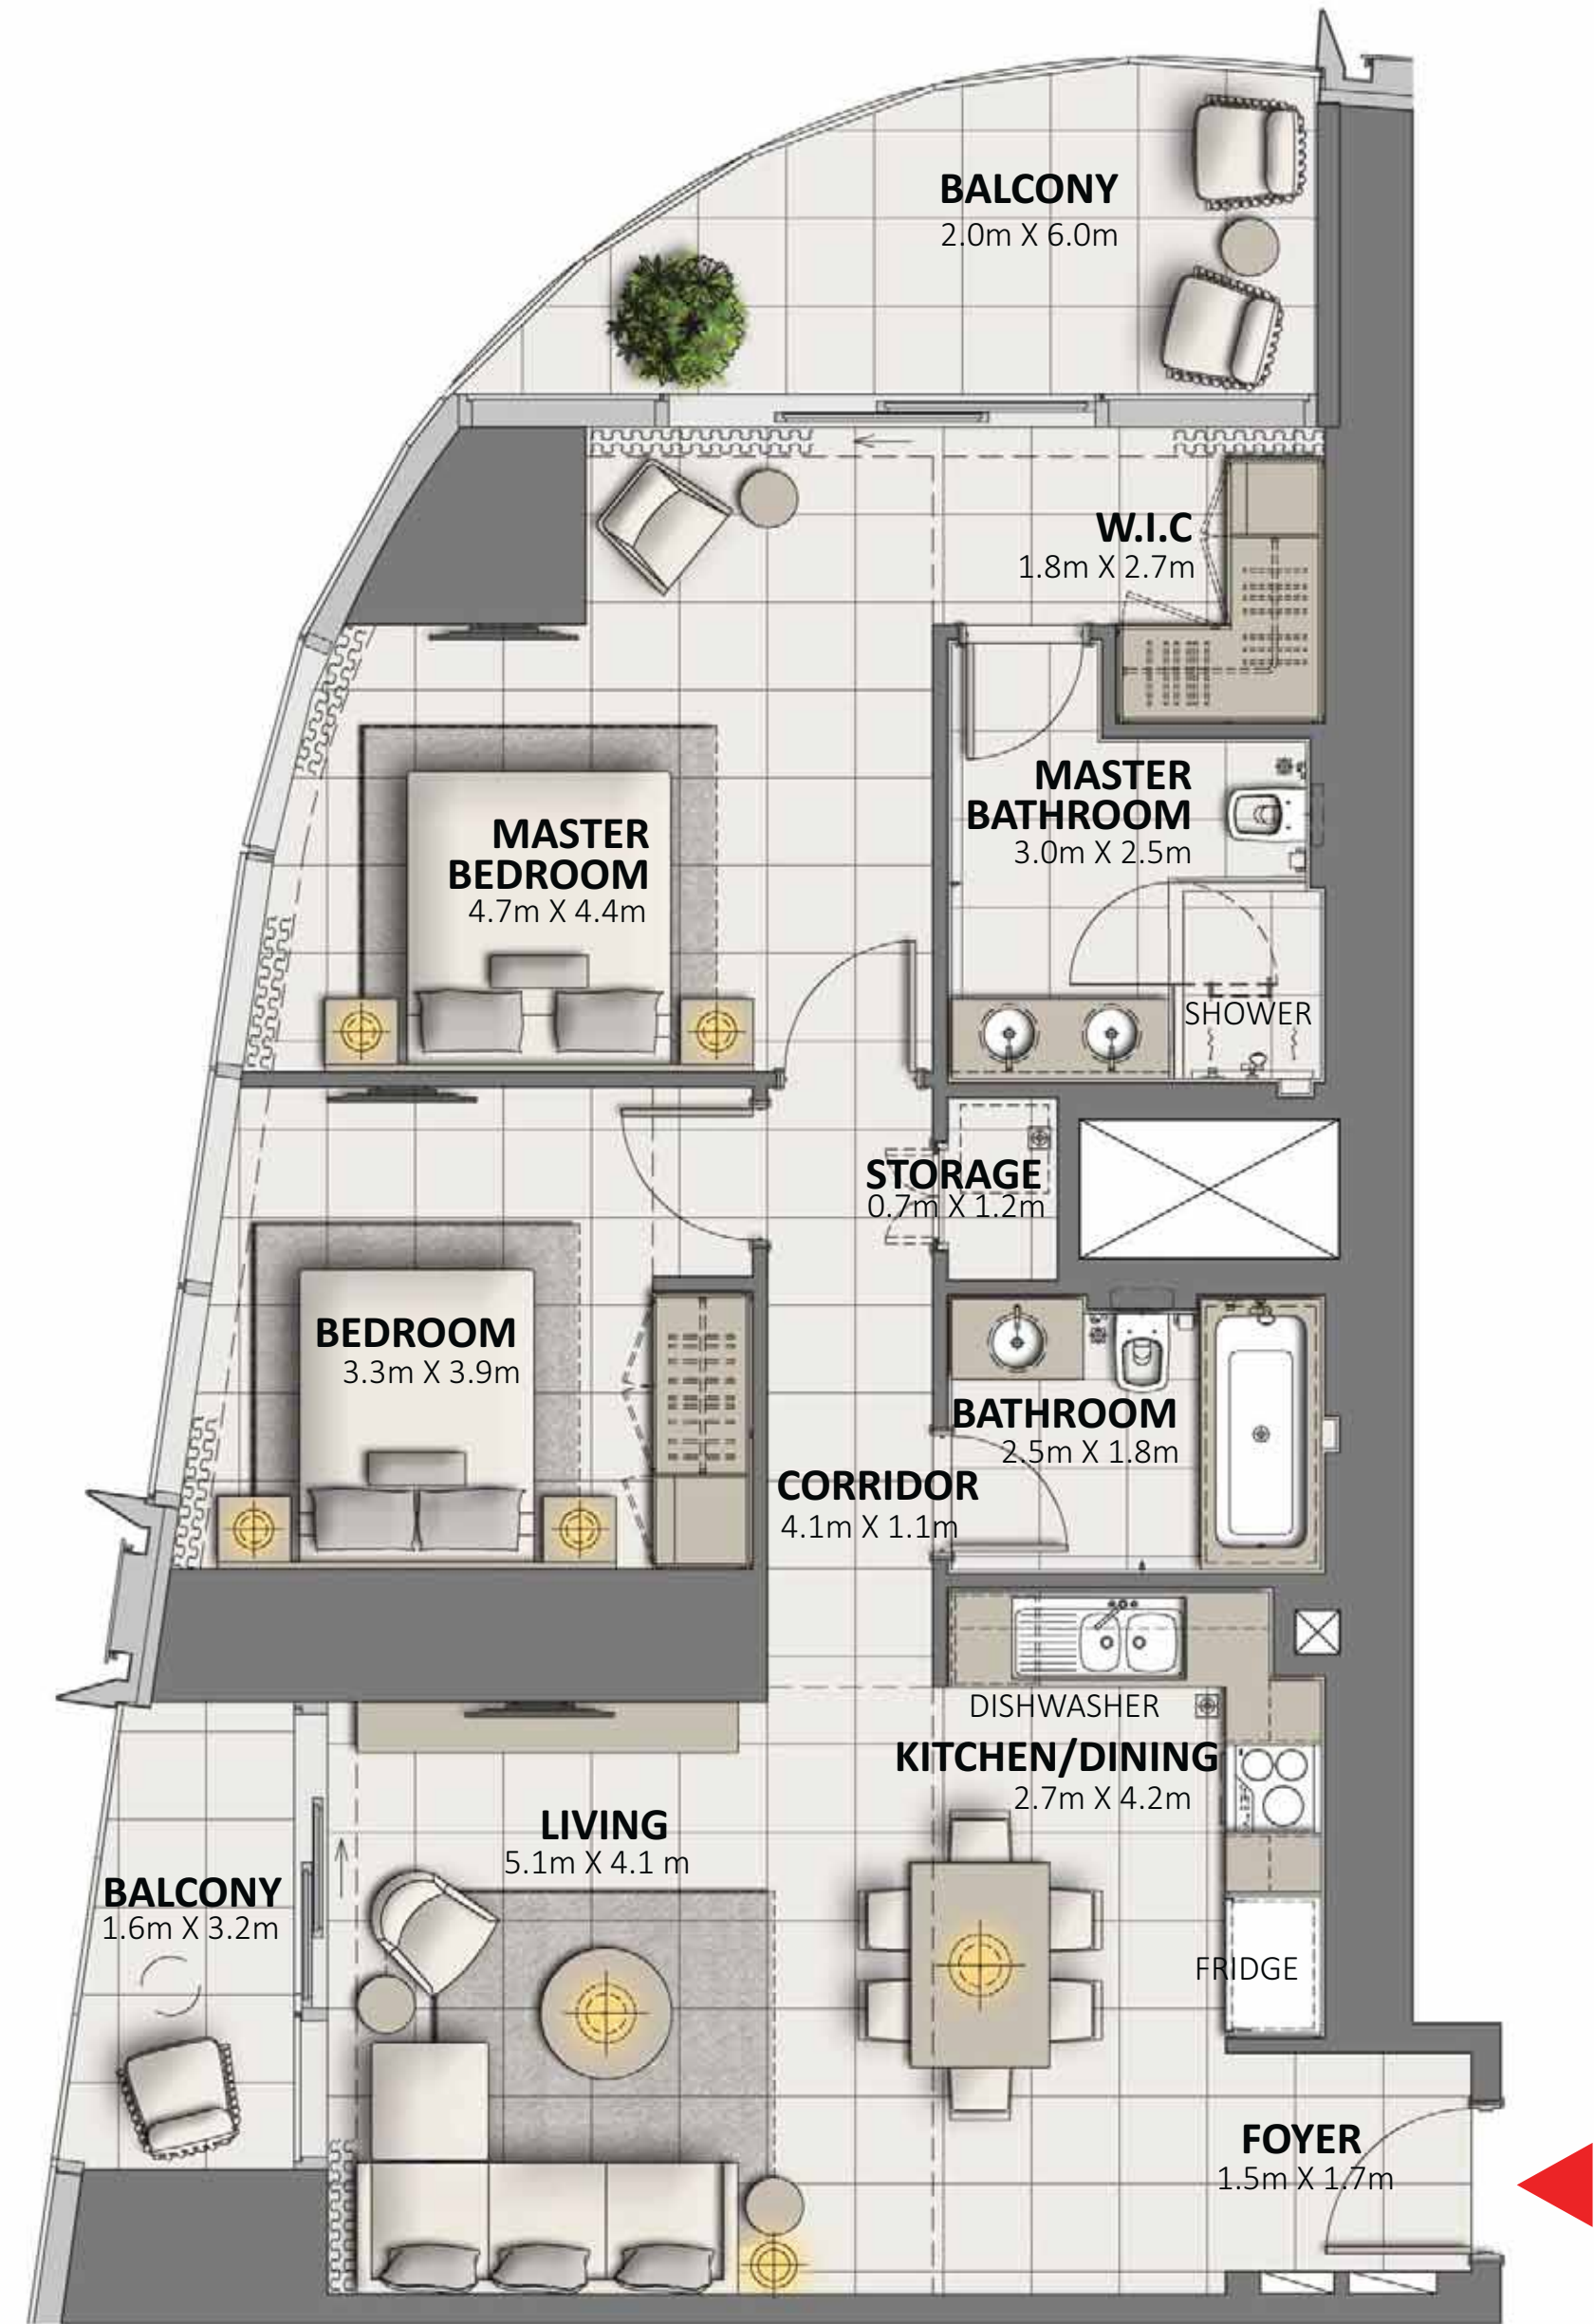 BALCONY
2.0m X 6.0m
W.I.C
1.8m X 2.7m
MASTER
BATHROOM
3.0m X 2.5m
MASTER
BEDROOM
4.7m X 4.4m
SHOWER
STORAGE
0.7m X 1.2m
BEDROOM
3.3m X 3.9m
BATHROOM
2.5m X 1.8m
CORRIDOR
4.1m X 1.1m
DISHWASHER
KITCHEN/DINING
2.7m X 4.2m
LIVING
5.1m X 4.1 m
BALCONY
1.6m X 3.2m
FRIDGE
FOYER
1.5m X 1.7m